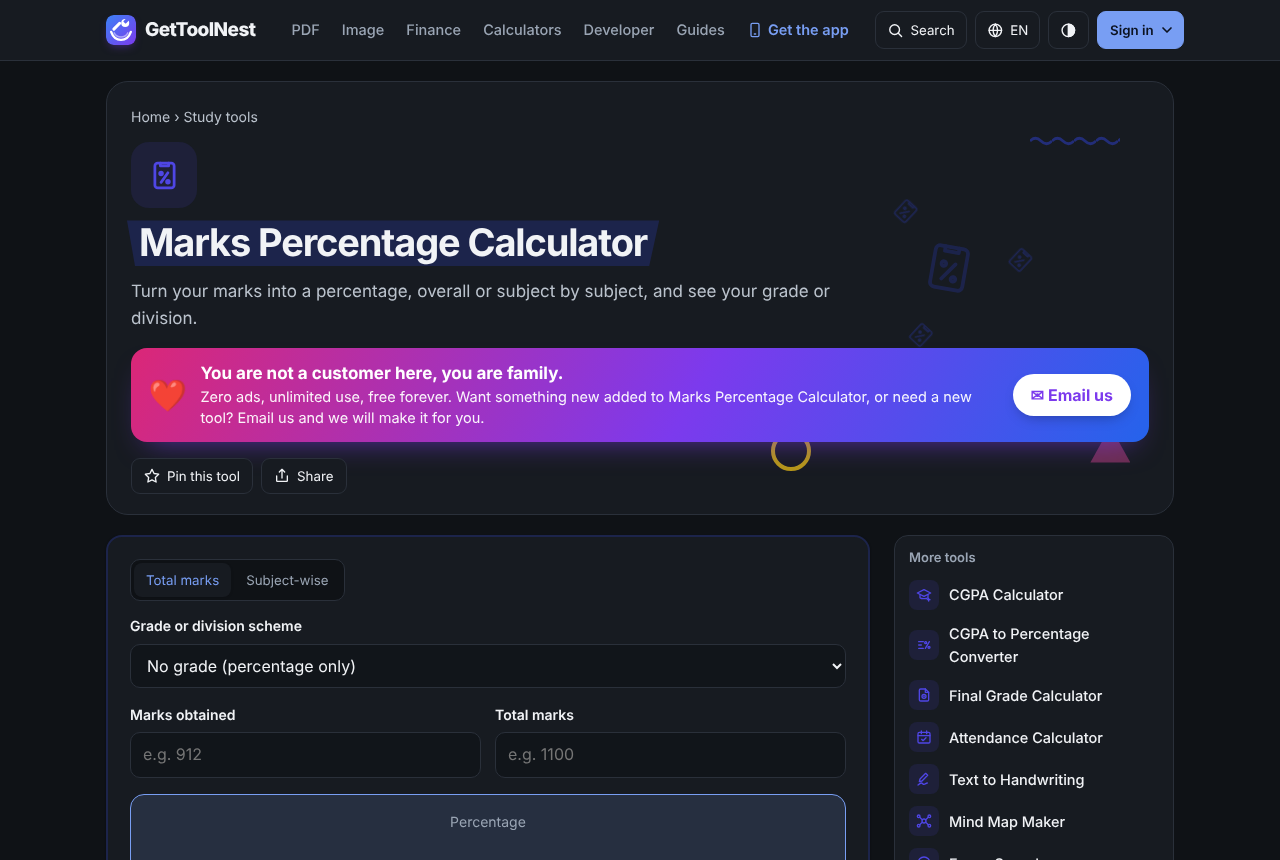 GetToolNest
PDF
Image
Finance
Calculators
Developer
Guides
Get the app
Search
EN
Sign in
Home › Study tools
Marks Percentage Calculator
Turn your marks into a percentage, overall or subject by subject, and see your grade or
division.
You are not a customer here, you are family.
Zero ads, unlimited use, free forever. Want something new added to Marks Percentage Calculator, or need a new
tool? Email us and we will make it for you.
✉ Email us
Pin this tool
Share
Total marks
Subject-wise
Grade or division scheme
No grade (percentage only)
Marks obtained
Total marks
e.g. 912
e.g. 1100
Percentage
More tools
CGPA Calculator
CGPA to Percentage
Converter
Final Grade Calculator
Attendance Calculator
Text to Handwriting
Mind Map Maker